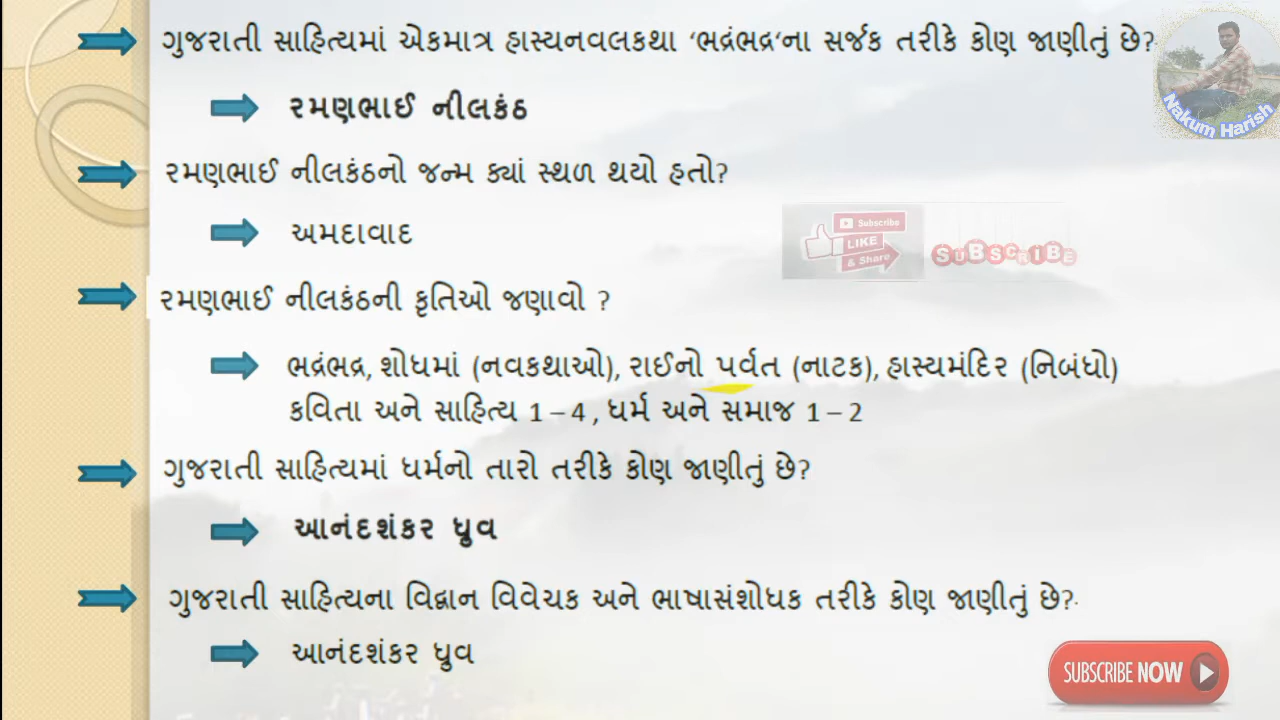 ગુજરાતી સાહિત્યમાં એકમાત્ર હાસ્યનવલકથા ‘ભદ્રંભદ્ર‘ના સર્જક તરીકે કોણ જાણીતું છે?
Nakum Harish
રમણભાઈ નીલકંઠ
રમણભાઈ નીલકંઠનો જન્મ ક્યાં સ્થળ થયો હતો?
અમદાવાદ
Subscribe
LIKE
& Share
SUBSCRIBE
રમણભાઈ નીલકંઠની કૃતિઓ જણાવો ?
ભદ્રંભદ્ર, શોધમાં (નવકથાઓ), રાઈનો પર્વત (નાટક), હાસ્યમંદિર (નિબંધો)
કવિતા અને સાહિત્ય 1 – 4 , ધર્મ અને સમાજ 1 – 2
ગુજરાતી સાહિત્યમાં ધર્મનો તારો તરીકે કોણ જાણીતું છે?
આનંદશંકર ધ્રુવ
ગુજરાતી સાહિત્યના વિદ્વાન વિવેચક અને ભાષાસંશોધક તરીકે કોણ જાણીતું છે?
આનંદશંકર ધ્રુવ
SUBSCRIBE NOW